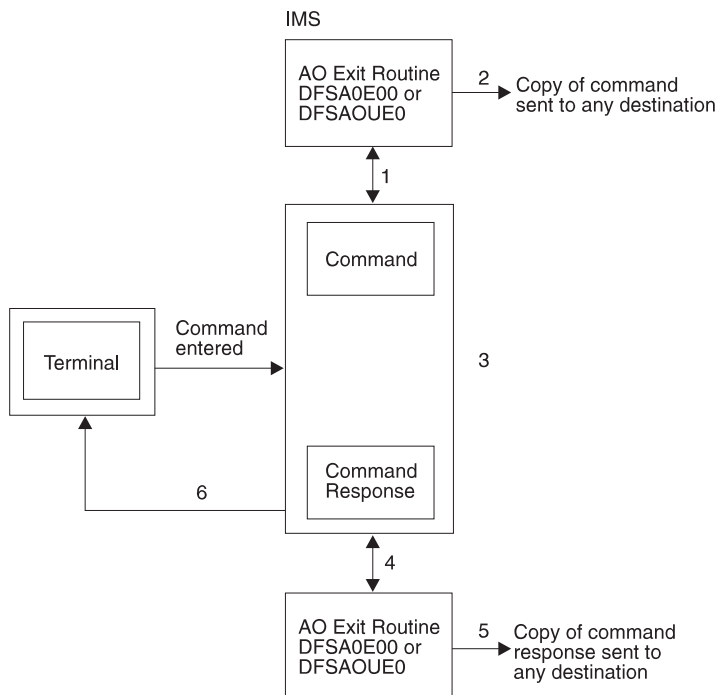 IMS
AO Exit Routine
DFSA0E00 or
DFSAOUE0
2
Copy of command
sent to any destination
1
Command
Command
entered
Terminal
3
Command
Response
6
4
AO Exit Routine
DFSA0E00 or
DFSAOUE0
5
Copy of command
response sent to
any destination